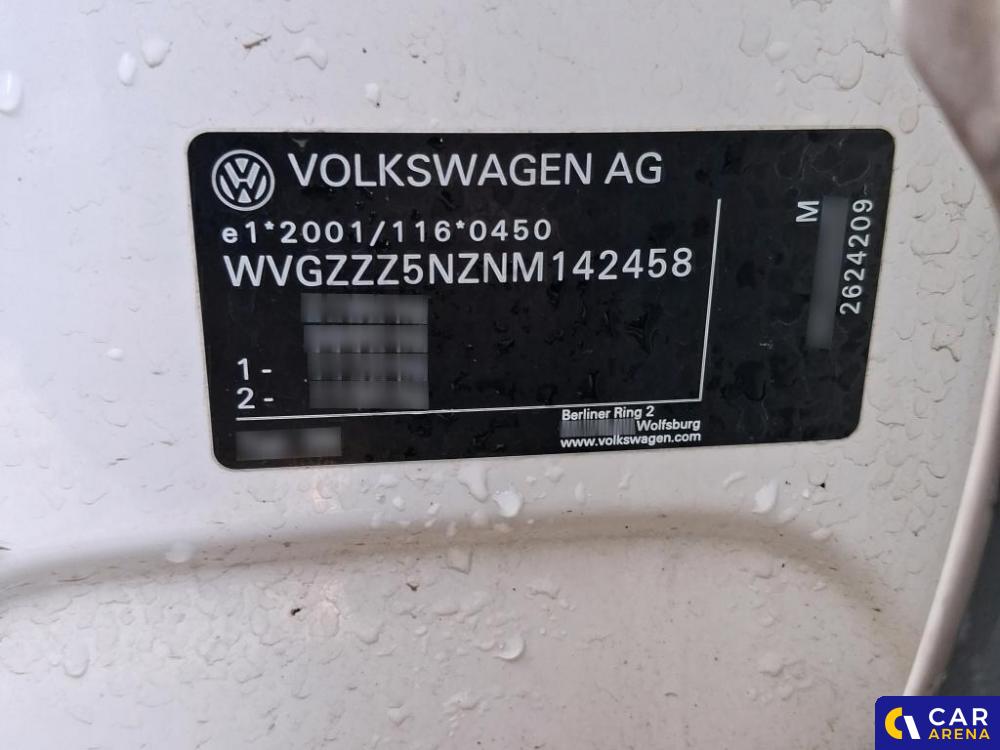 VOLKSWAGEN AG
e1*2001/116*0450
WVGZZZ5NZNM142458
1-
2-
Berliner Ring 2
Wolfsburg
www.volkswagen.com
M
2624209
CAR
ARENA